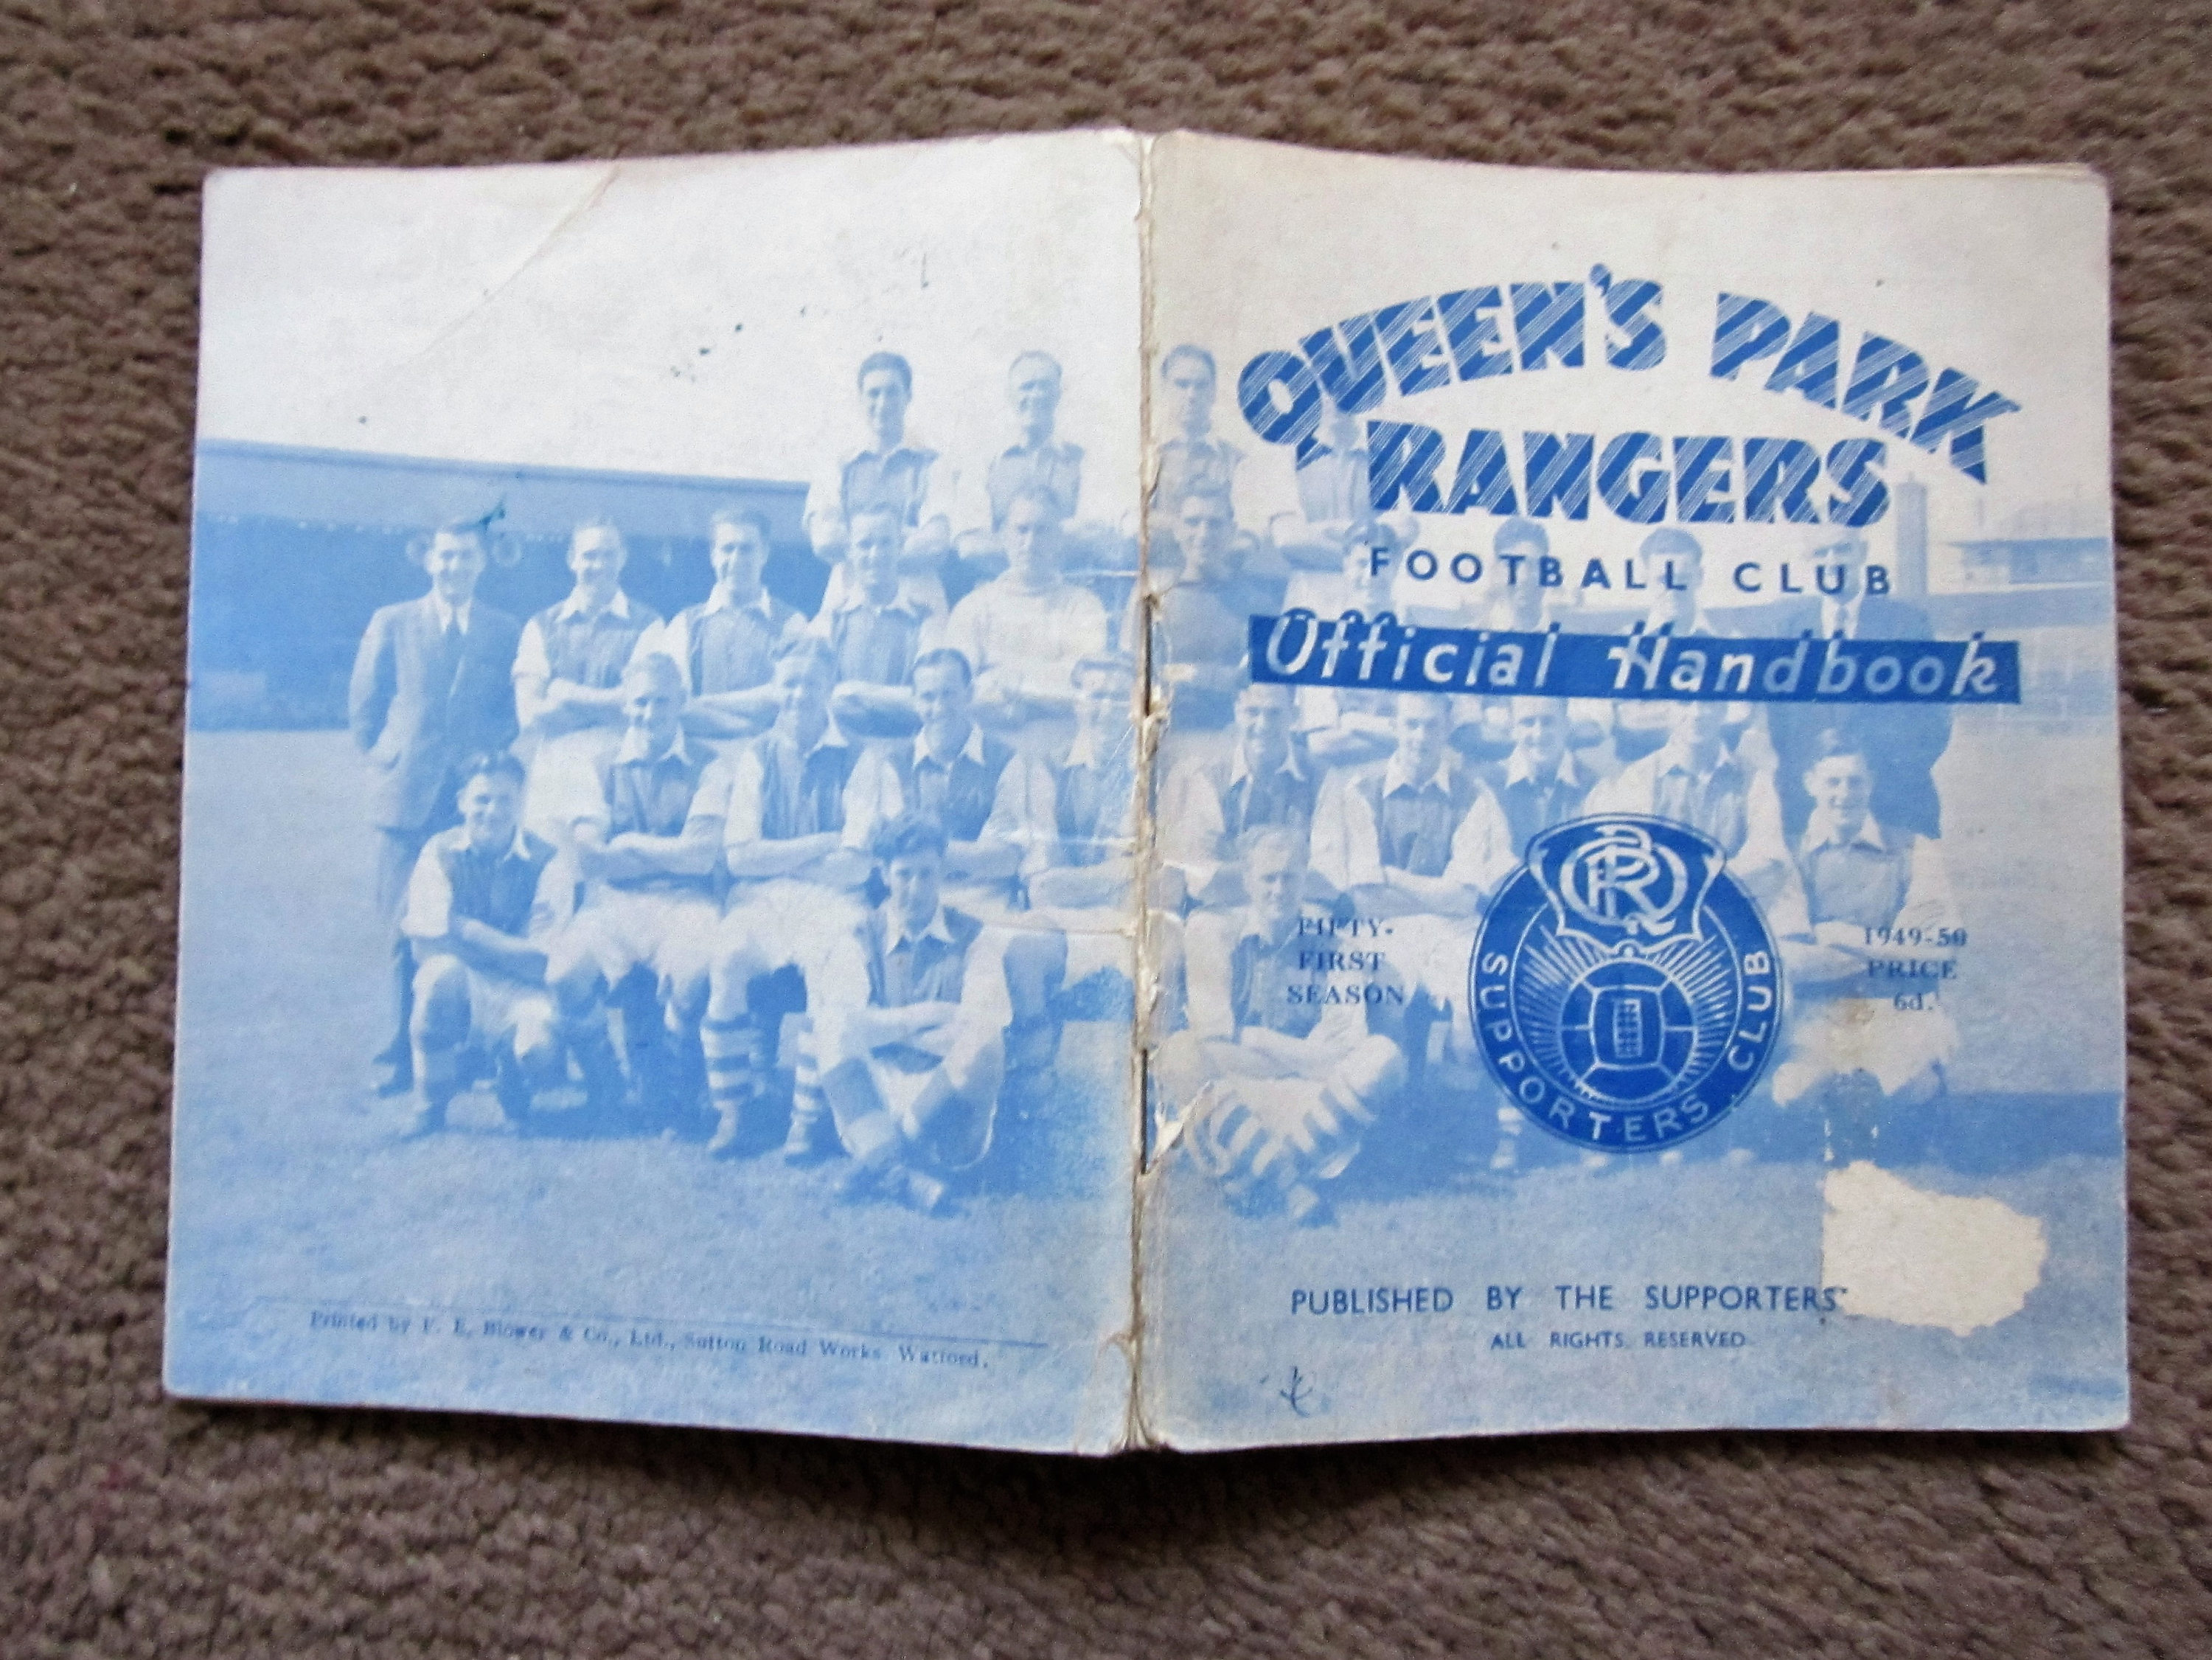 QUEEN'S PARK
RANGERS
FOOTBALL CLUB
Official Handbook
FIFTY-
FIRST
SEASON
QPR
SUPPORTERS CLUB
1949-50
PRICE
6d.
PUBLISHED BY THE SUPPORTERS'
ALL RIGHTS RESERVED
Printed by F. E. Blower & Co., Ltd., Sutton Road Works, Watford.